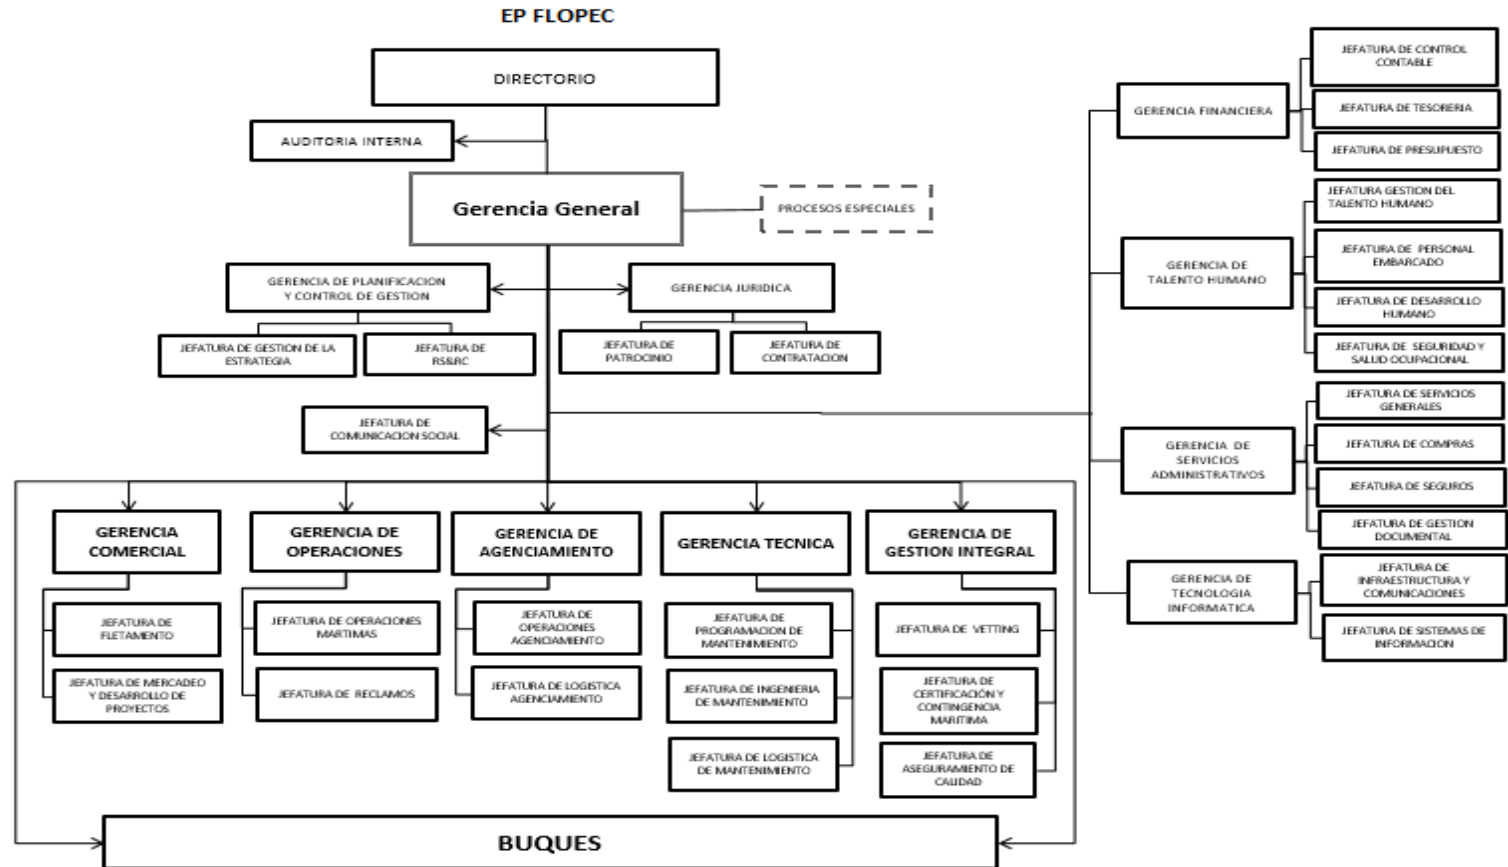 EP FLOPEC
DIRECTORIO
AUDITORIA INTERNA
Gerencia General
PROCESOS ESPECIALES
GERENCIA DE PLANIFICACION
Y CONTROL DE GESTION
GERENCIA JURIDICA
JEFATURA DE GESTION DE LA
ESTRATEGIA
JEFATURA DE
RS&RC
JEFATURA DE
PATROCINIO
JEFATURA DE
CONTRATACION
JEFATURA DE
COMUNICACION SOCIAL
GERENCIA
COMERCIAL
JEFATURA DE
FLETAMENTO
JEFATURA DE MERCADEO
Y DESARROLLO DE
PROYECTOS
GERENCIA DE
OPERACIONES
JEFATURA DE OPERACIONES
MARTIMAS
JEFATURA DE RECLAMOS
GERENCIA DE
AGENCIAMIENTO
JEFATURA DE
OPERACIONES
AGENCIAMIENTO
JEFATURA DE LOGISTICA
AGENCIAMIENTO
GERENCIA TECNICA
JEFATURA DE
PROGRAMACION DE
MANTENIMIENTO
JEFATURA DE INGENIERIA
DE MANTENIMIENTO
JEFATURA DE LOGISTICA
DE MANTENIMIENTO
GERENCIA DE
GESTION INTEGRAL
JEFATURA DE VETTING
JEFATURA DE
CERTIFICACIÓN Y
CONTINGENCIA
MARITIMA
JEFATURA DE
ASEGURAMIENTO DE
CALIDAD
BUQUES
GERENCIA FINANCIERA
JEFATURA DE CONTROL
CONTABLE
JEFATURA DE TESORERIA
JEFATURA DE PRESUPUESTO
GERENCIA DE
TALENTO HUMANO
JEFATURA GESTION DEL
TALENTO HUMANO
JEFATURA DE PERSONAL
EMBARCADO
JEFATURA DE DESARROLLO
HUMANO
JEFATURA DE SEGURIDAD Y
SALUD OCUPACIONAL
GERENCIA DE
SERVICIOS
ADMINISTRATIVOS
JEFATURA DE SERVICIOS
GENERALES
JEFATURA DE COMPRAS
JEFATURA DE SEGUROS
JEFATURA DE GESTION
DOCUMENTAL
GERENCIA DE
TECNOLOGIA
INFORMATICA
JEFATURA DE
INFRAESTRUCTURA Y
COMUNICACIONES
JEFATURA DE SISTEMAS DE
INFORMACION